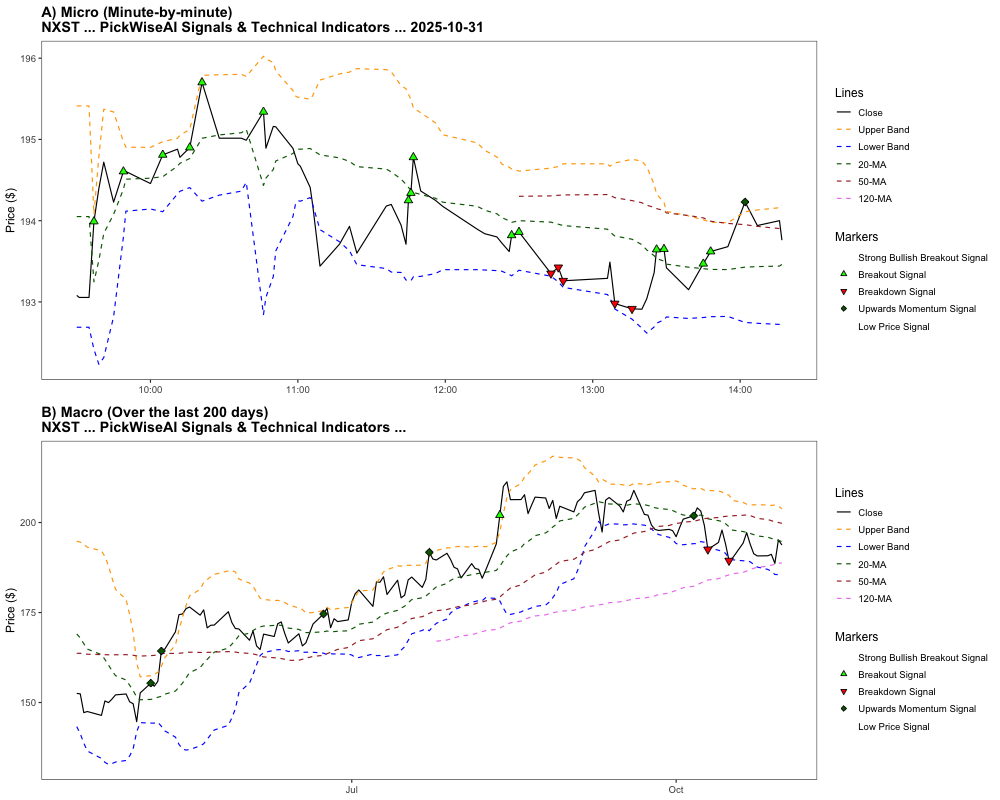 A) Micro (Minute-by-minute)
NXST ... PickWiseAI Signals & Technical Indicators ... 2025-10-31
Price ($)
196
195
194
193
10:00
11:00
12:00
13:00
14:00
Lines
Close
Upper Band
Lower Band
20-MA
50-MA
120-MA
Markers
Strong Bullish Breakout Signal
Breakout Signal
Breakdown Signal
Upwards Momentum Signal
Low Price Signal
B) Macro (Over the last 200 days)
NXST ... PickWiseAI Signals & Technical Indicators ...
Price ($)
200
175
150
Jul
Oct
Lines
Close
Upper Band
Lower Band
20-MA
50-MA
120-MA
Markers
Strong Bullish Breakout Signal
Breakout Signal
Breakdown Signal
Upwards Momentum Signal
Low Price Signal